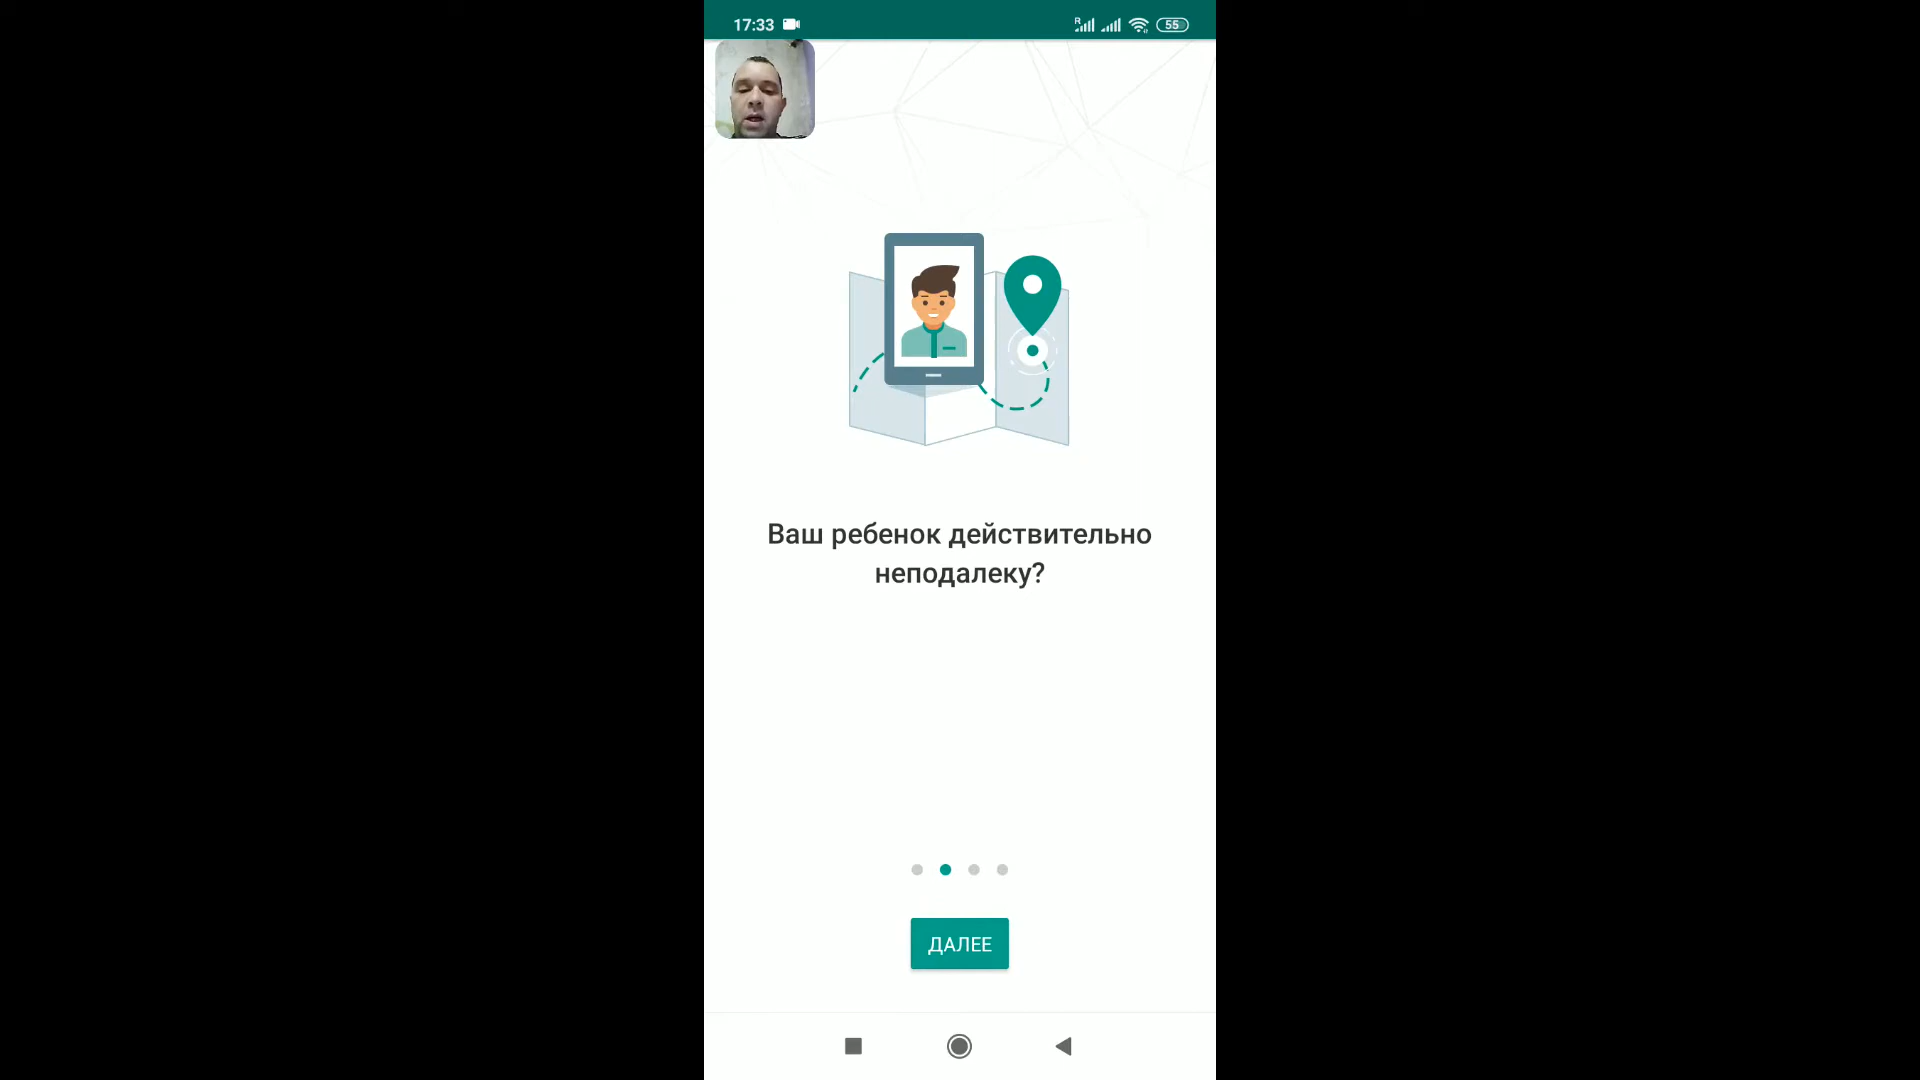 17:33
R
55
Ваш ребенок действительно
неподалеку?
ДАЛЕЕ